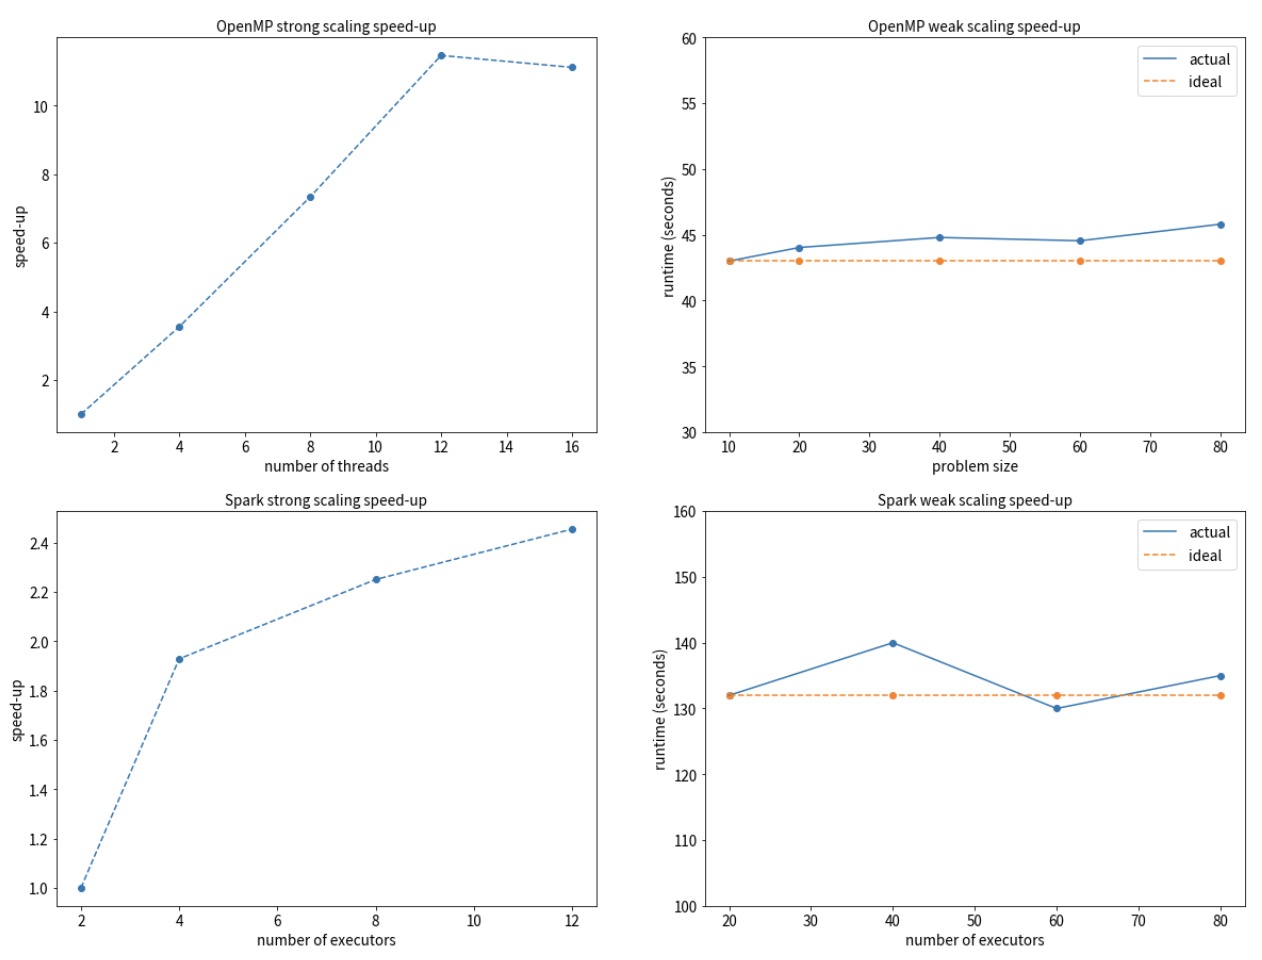 OpenMP strong scaling speed-up
speed-up
10
8
6
4
2
2 4 6 8 10 12 14 16
number of threads
OpenMP weak scaling speed-up
actual
ideal
runtime (seconds)
60
55
50
45
40
35
30
10 20 30 40 50 60 70 80
problem size
Spark strong scaling speed-up
speed-up
2.4
2.2
2.0
1.8
1.6
1.4
1.2
1.0
2 4 6 8 10 12
number of executors
Spark weak scaling speed-up
actual
ideal
runtime (seconds)
160
150
140
130
120
110
100
20 30 40 50 60 70 80
number of executors